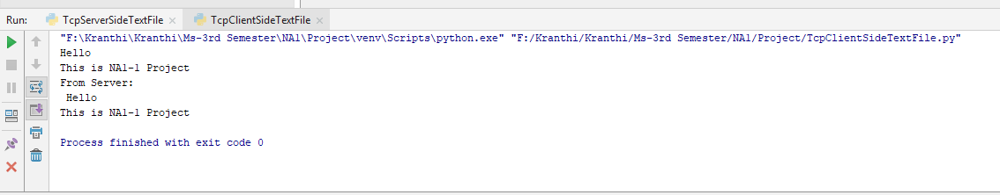 Run: TcpServerSideTextFile TcpClientSideTextFile
"F:\Kranthi\Kranthi\Ms-3rd Semester\NA1\Project\venv\Scripts\python.exe" "F:/Kranthi/Kranthi/Ms-3rd Semester/NA1/Project/TcpClientSideTextFile.py"
Hello
This is NA1-1 Project
From Server:
 Hello
This is NA1-1 Project
Process finished with exit code 0